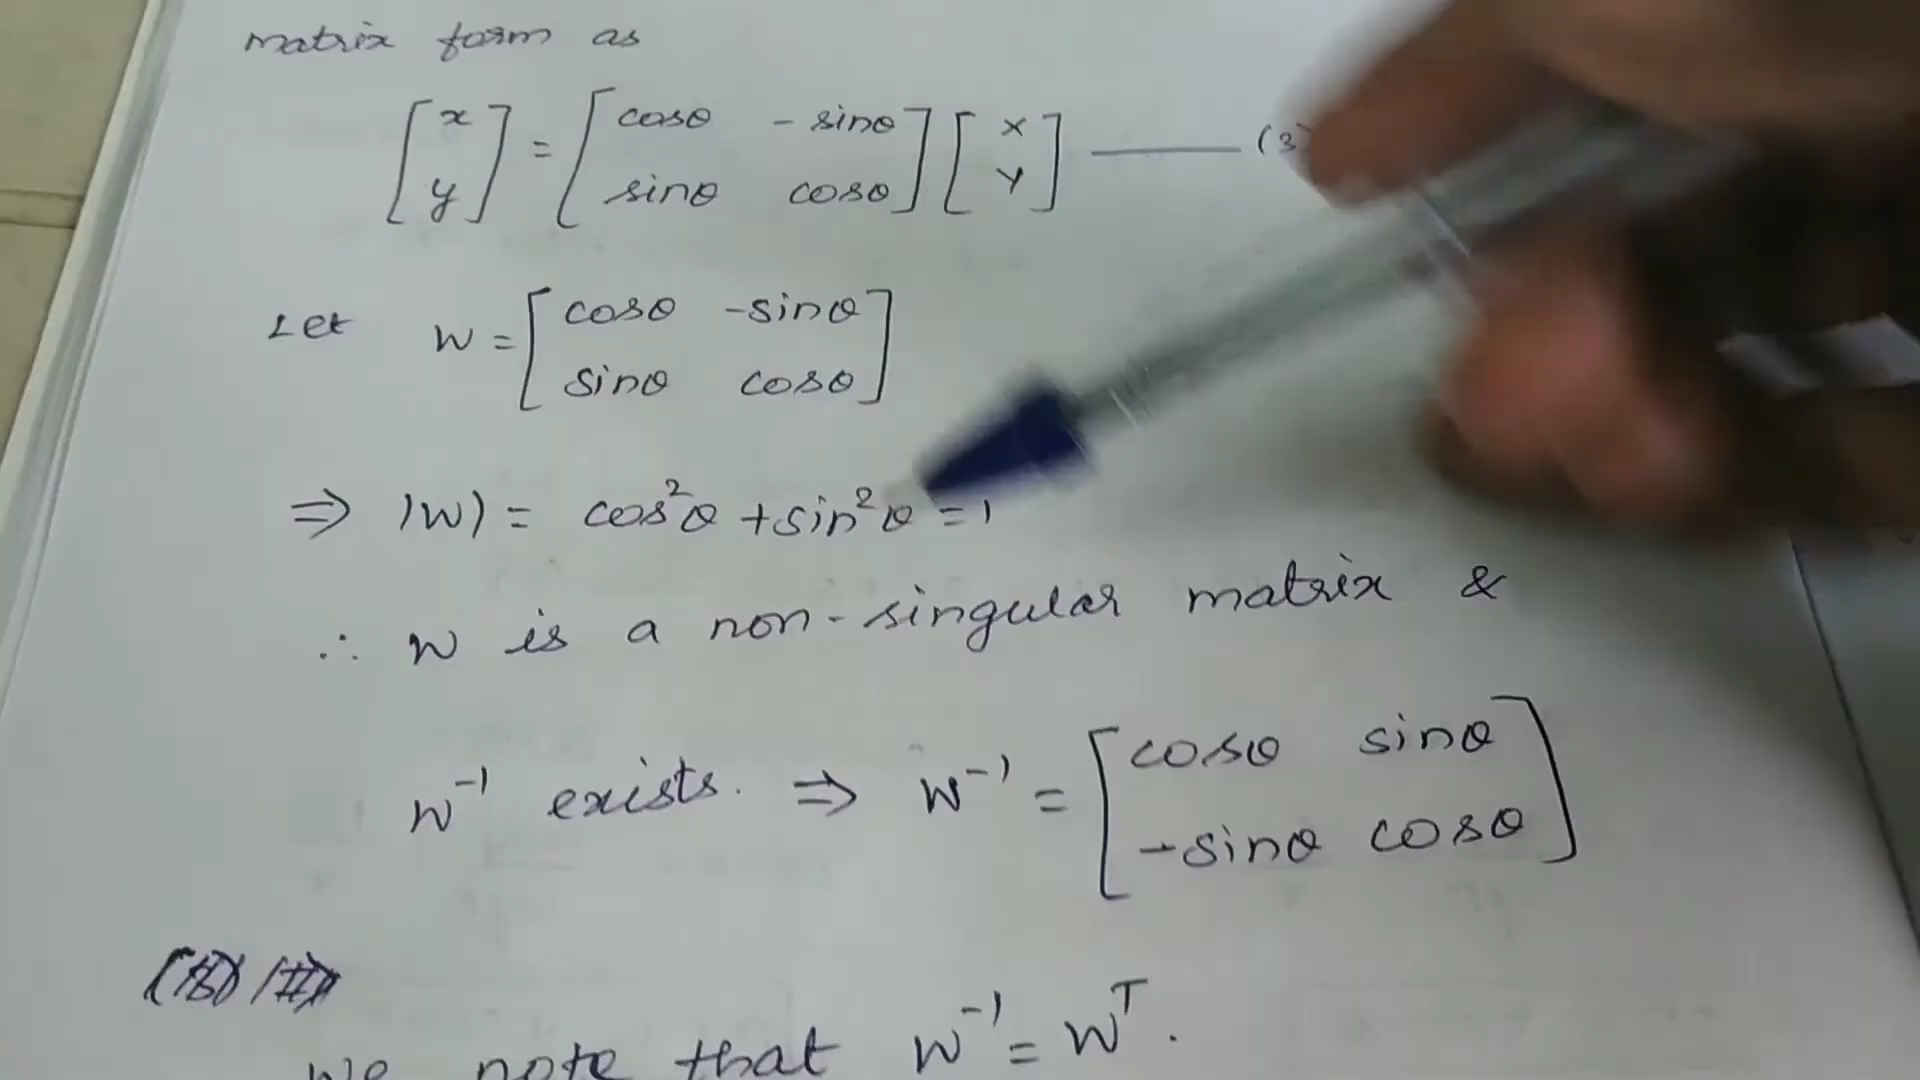 matrix form as
[x y] = [cosθ -sinθ sinθ cosθ] [X Y] —— (3)
Let W = [cosθ -sinθ sinθ cosθ]
⇒ |W| = cos²θ + sin²θ = 1
∴ W is a non-singular matrix &
W⁻¹ exists. ⇒ W⁻¹ = [cosθ sinθ -sinθ cosθ]
We note that W⁻¹ = Wᵀ.